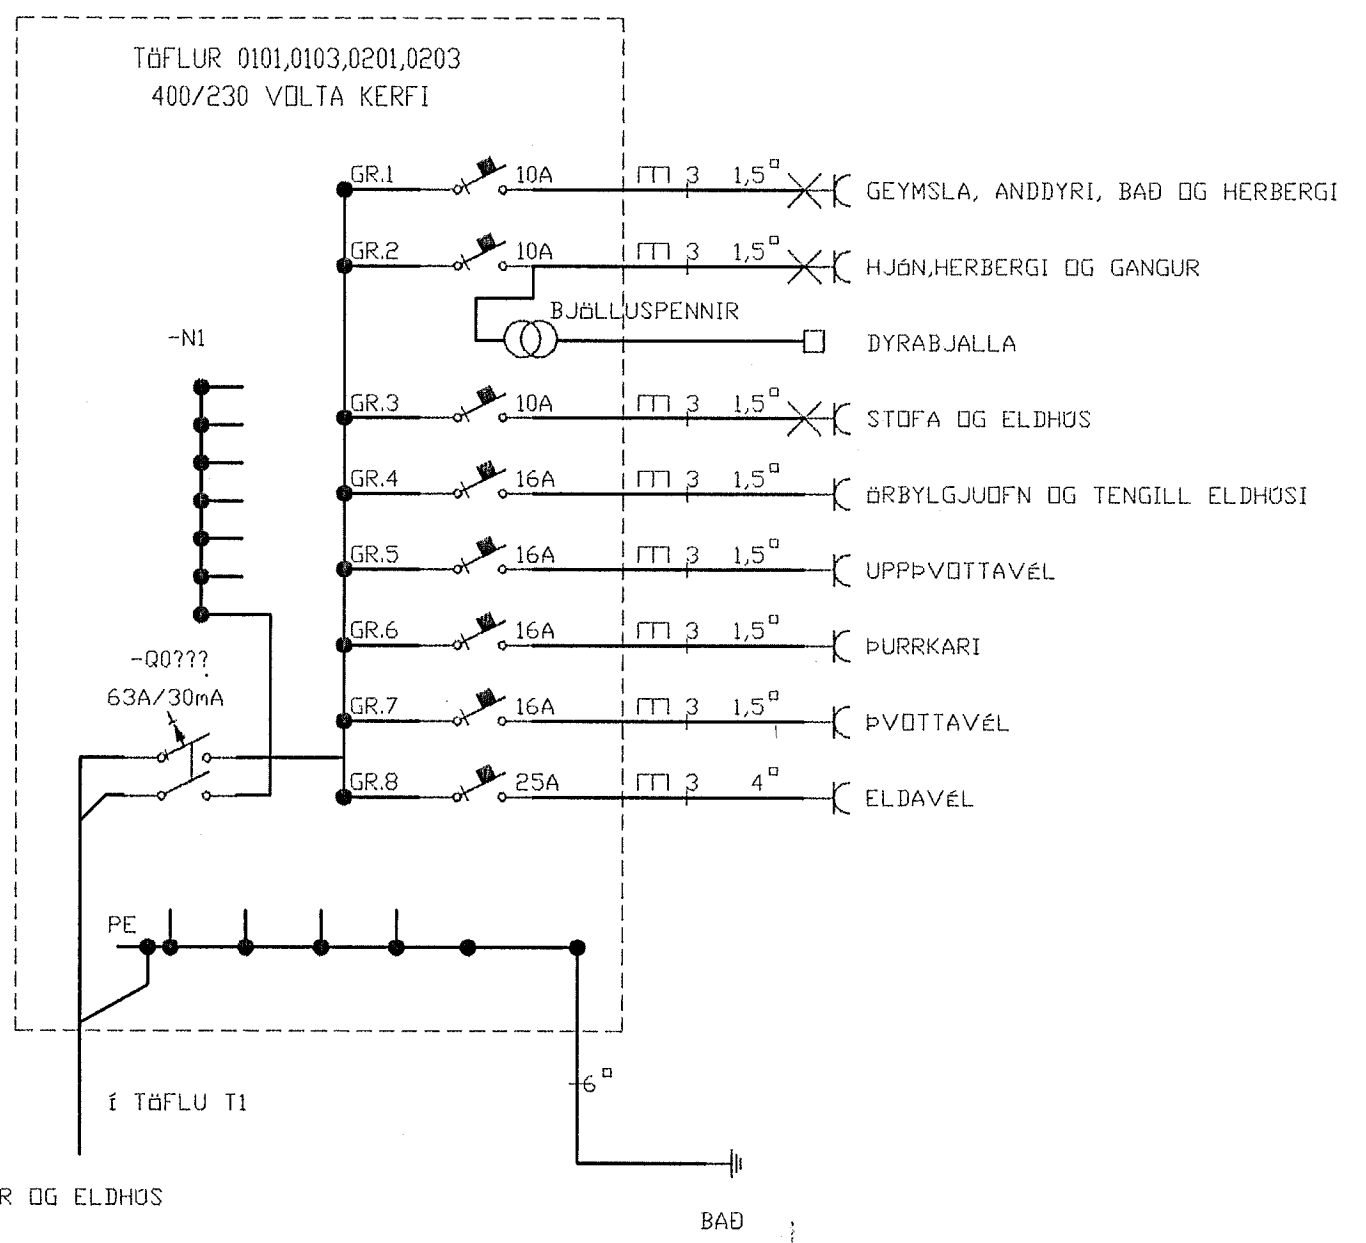 TÖFLUR 0101,0103,0201,0203
400/230 VOLTA KERFI
GR.1 10A 3 1,5□ GEYMSLA, ANDDYRI, BAÐ OG HERBERGI
GR.2 10A 3 1,5□ HJÓN,HERBERGI OG GANGUR
BJÖLLUSPENNIR
-N1
DYRABJALLA
GR.3 10A 3 1,5□ STOFA OG ELDHÚS
GR.4 16A 3 1,5□ ÖRBYLGJUOFN OG TENGILL ELDHÚSI
GR.5 16A 3 1,5□ UPPÞVOTTAVÉL
GR.6 16A 3 1,5□ ÞURRKARI
-Q0???
63A/30mA
GR.7 16A 3 1,5□ ÞVOTTAVÉL
GR.8 25A 3 4□ ELDAVÉL
PE
6□
Í TÖFLU T1
R OG ELDHÚS
BAÐ